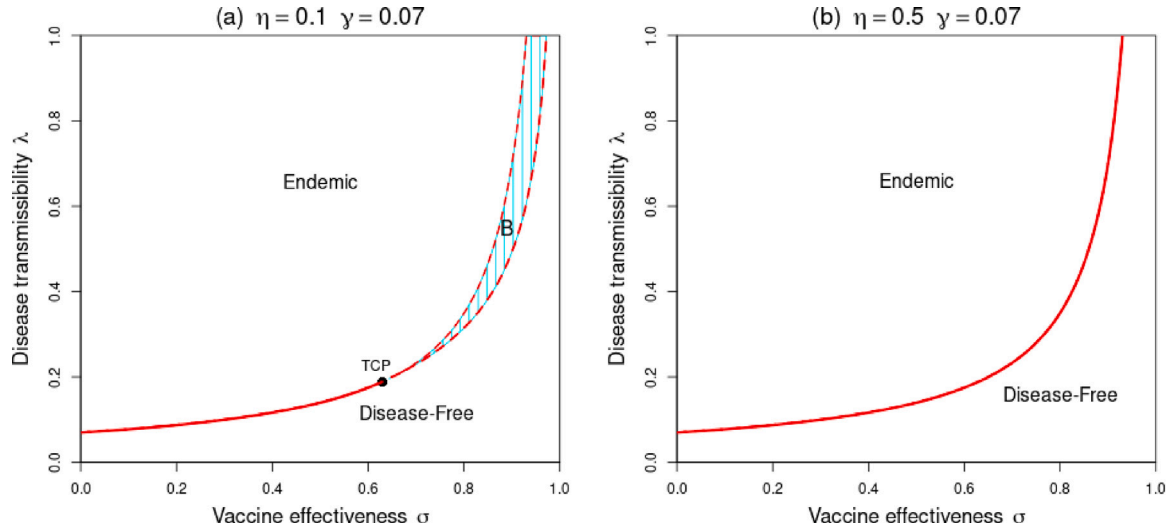 (a) η = 0.1 γ = 0.07
Disease transmissibility λ
1.0
0.8
0.6
0.4
0.2
0.0
Endemic
B
TCP
Disease-Free
0.0 0.2 0.4 0.6 0.8 1.0
Vaccine effectiveness σ
(b) η = 0.5 γ = 0.07
Disease transmissibility λ
1.0
0.8
0.6
0.4
0.2
0.0
Endemic
Disease-Free
0.0 0.2 0.4 0.6 0.8 1.0
Vaccine effectiveness σ